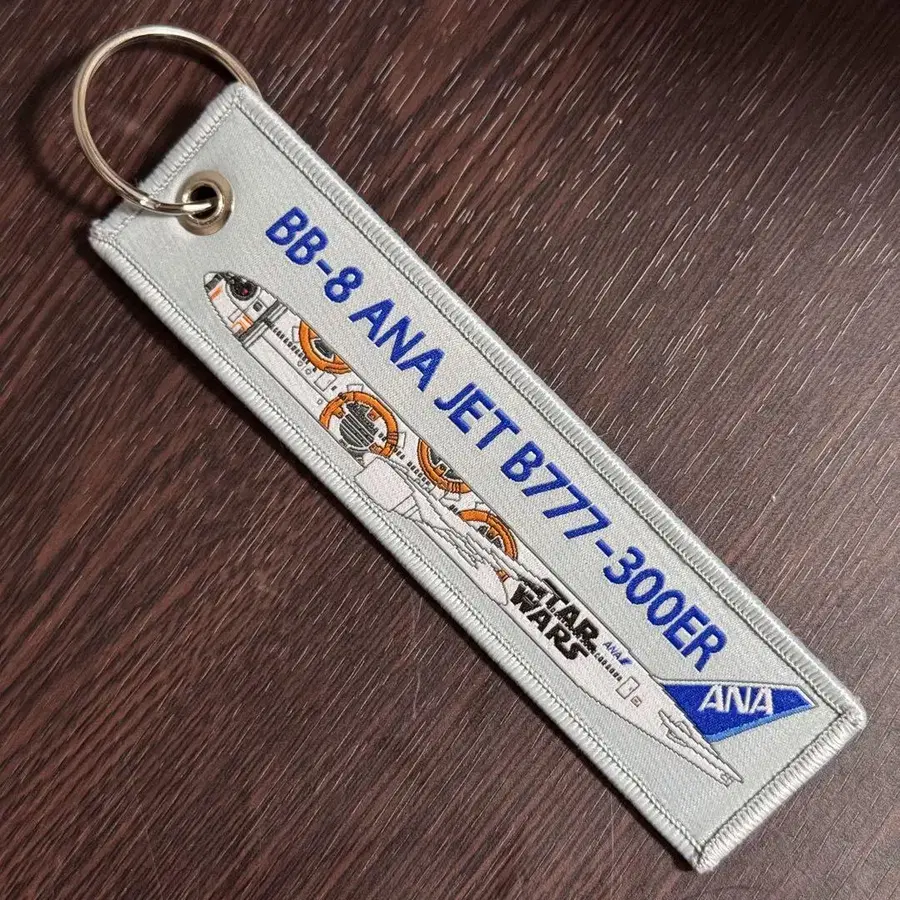 BB-8 ANA JET B777-300ER
STAR
WARS
ANA
ANA